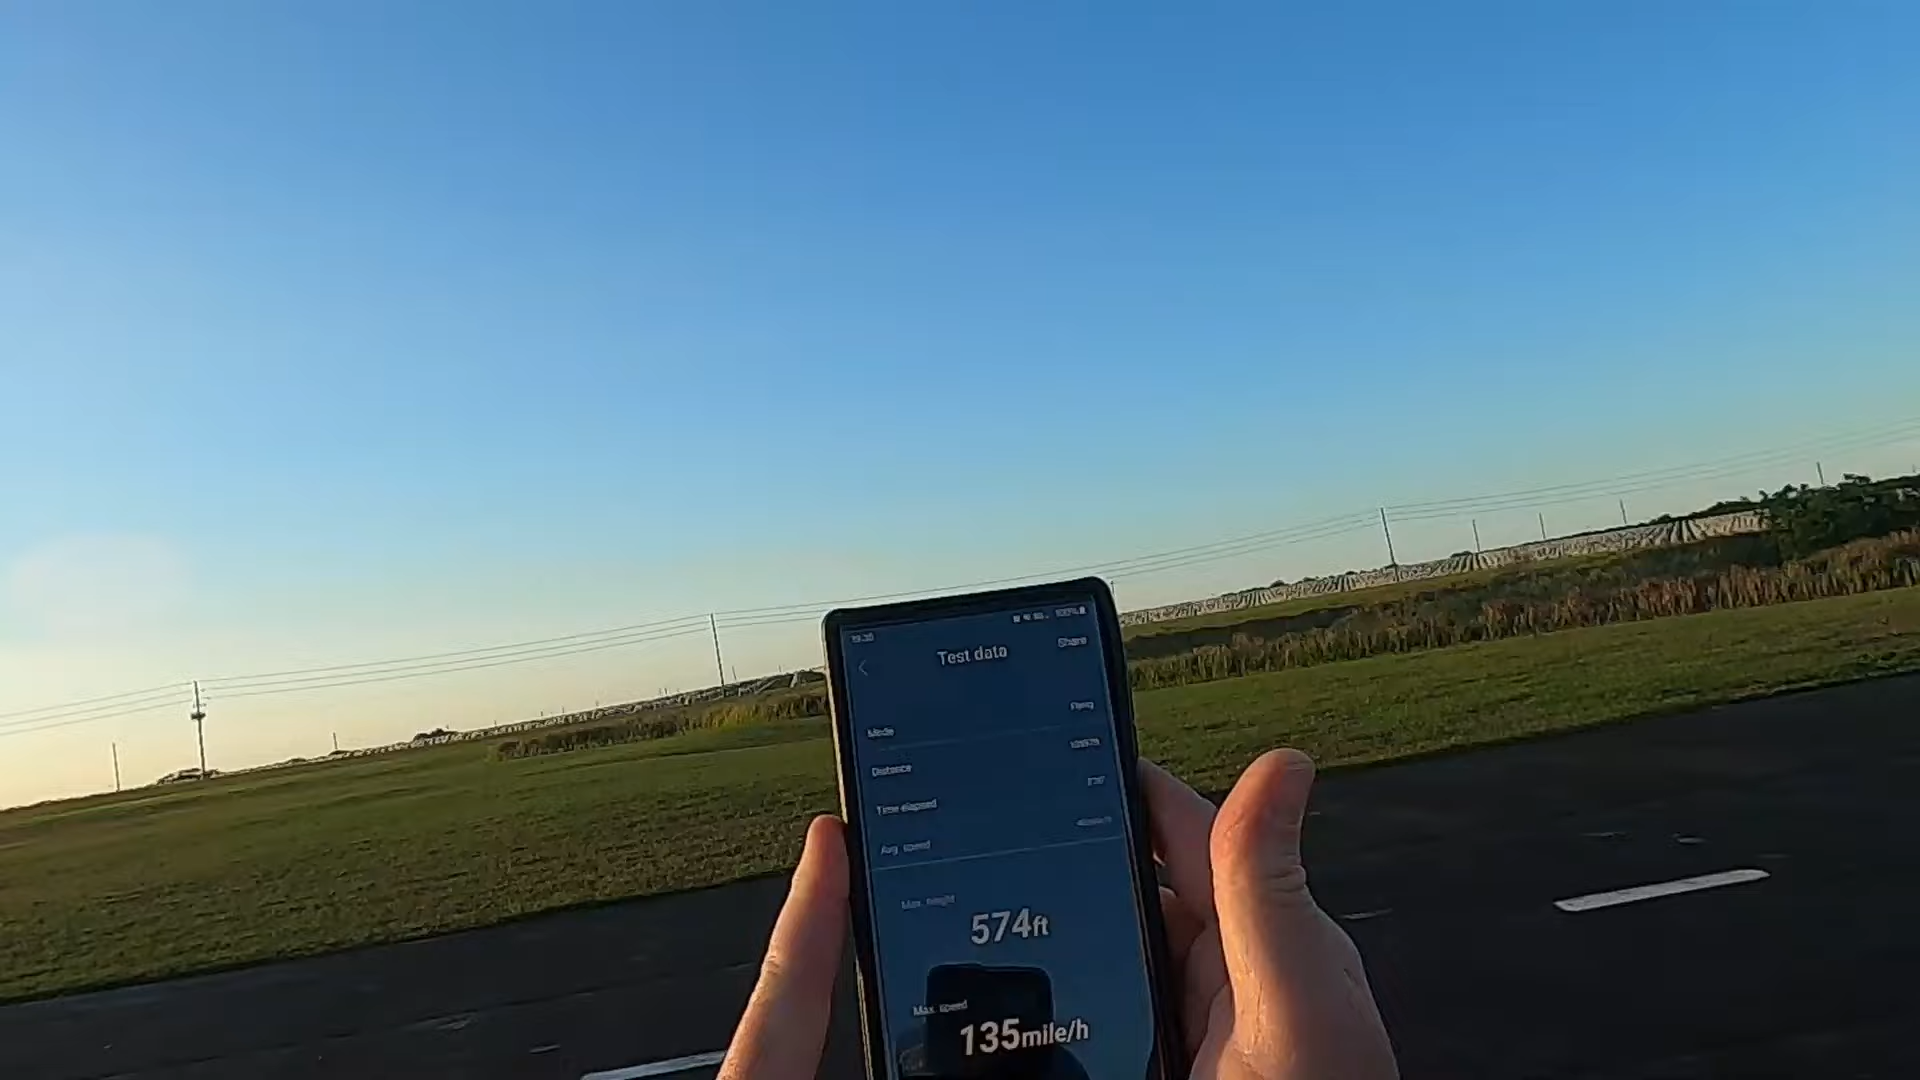 Test data
Share
Mode
Distance
Time elapsed
Avg. speed
Max. height
574ft
Max. speed
135mile/h